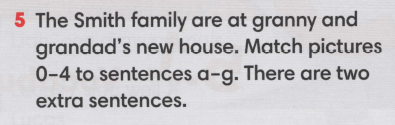 5 The Smith family are at granny and
grandad's new house. Match pictures
0–4 to sentences a–g. There are two
extra sentences.